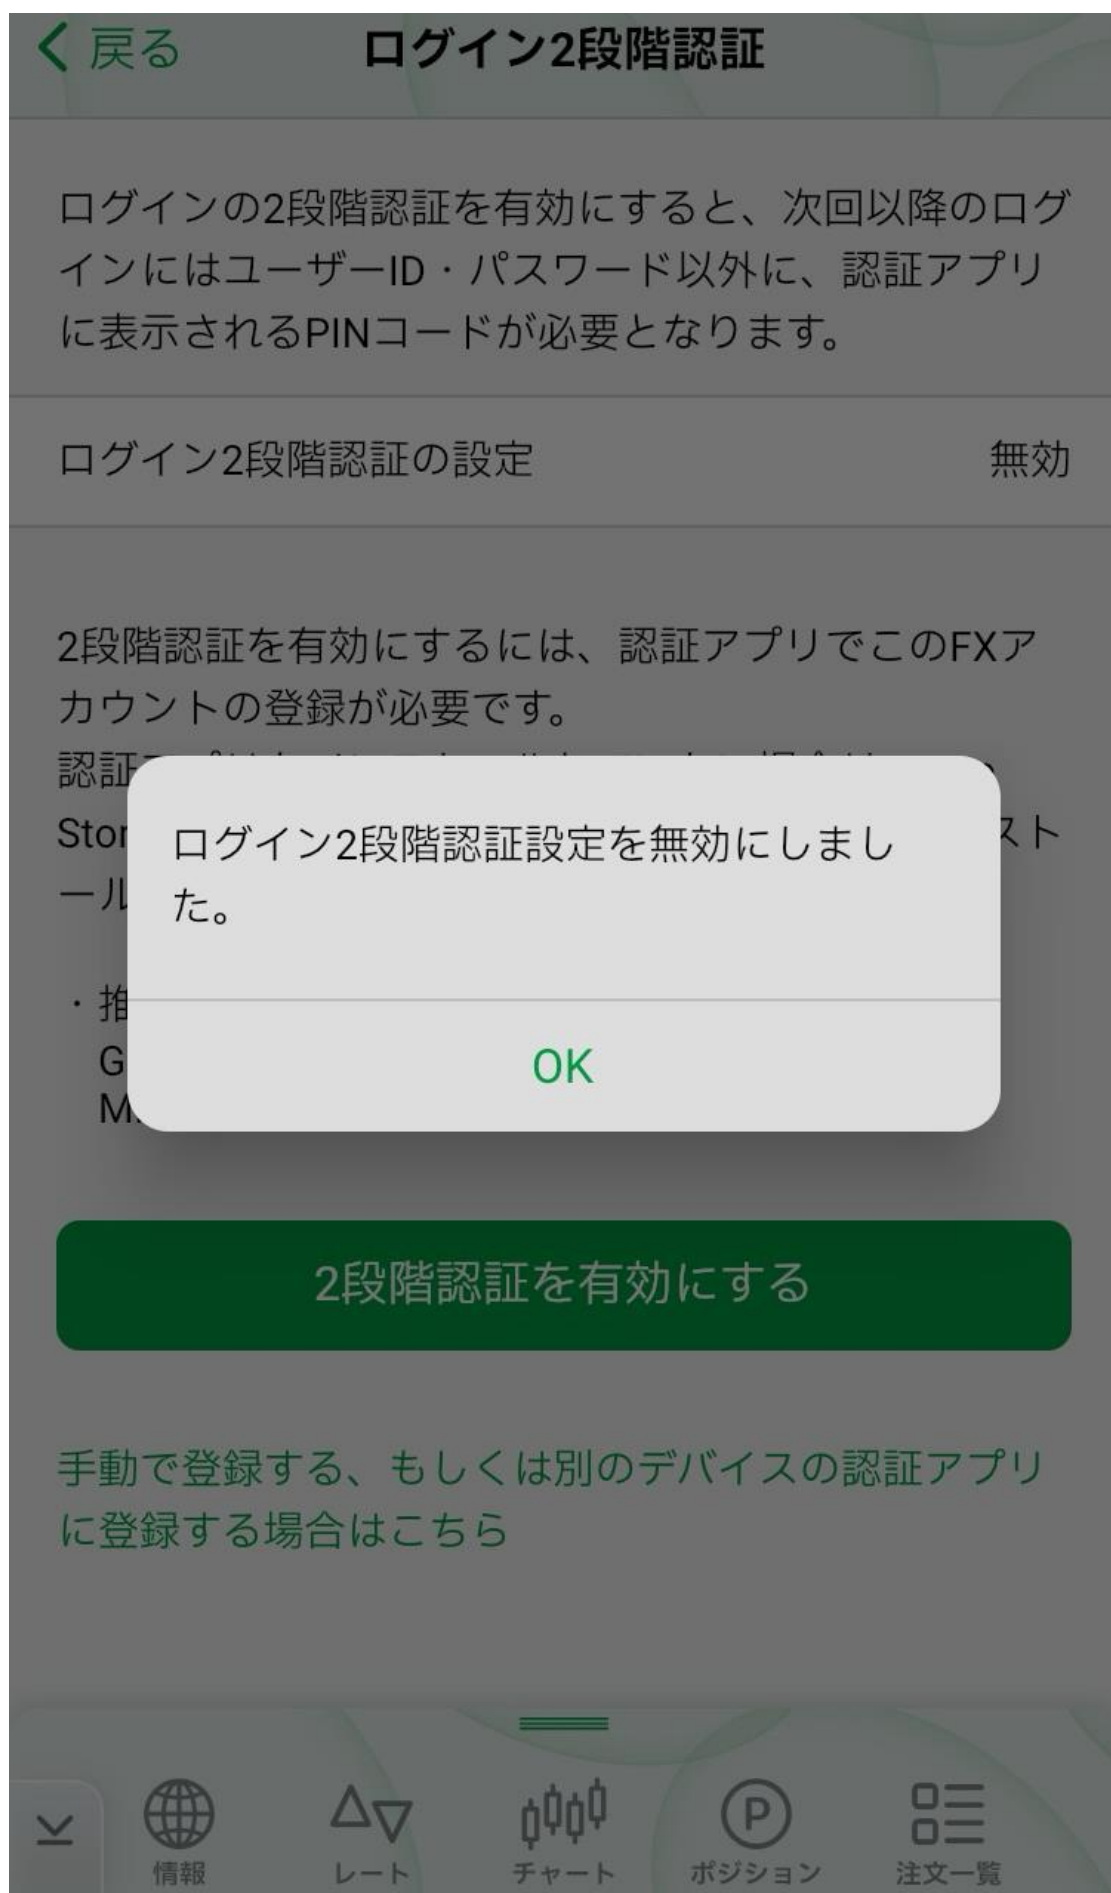 戻る
ログイン2段階認証
ログインの2段階認証を有効にすると、次回以降のログ
インにはユーザーID・パスワード以外に、認証アプリ
に表示されるPINコードが必要となります。
ログイン2段階認証の設定
無効
2段階認証を有効にするには、認証アプリでこのFXア
カウントの登録が必要です。
認証
ログイン2段階認証設定を無効にしまし
た。
OK
2段階認証を有効にする
手動で登録する、もしくは別のデバイスの認証アプリ
に登録する場合はこちら
情報
レート
チャート
ポジション
注文一覧